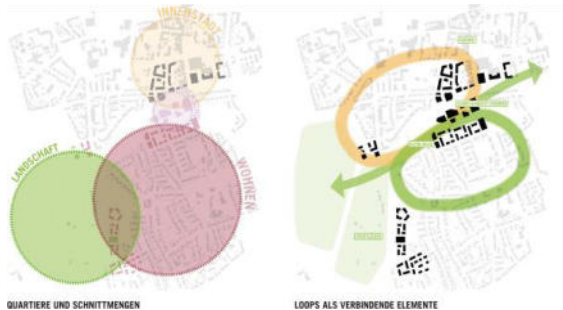 INNENSTADT
LANDSCHAFT
WOHNEN
QUARTIERE UND SCHNITTMENGEN
LOOPS ALS VERBINDENDE ELEMENTE